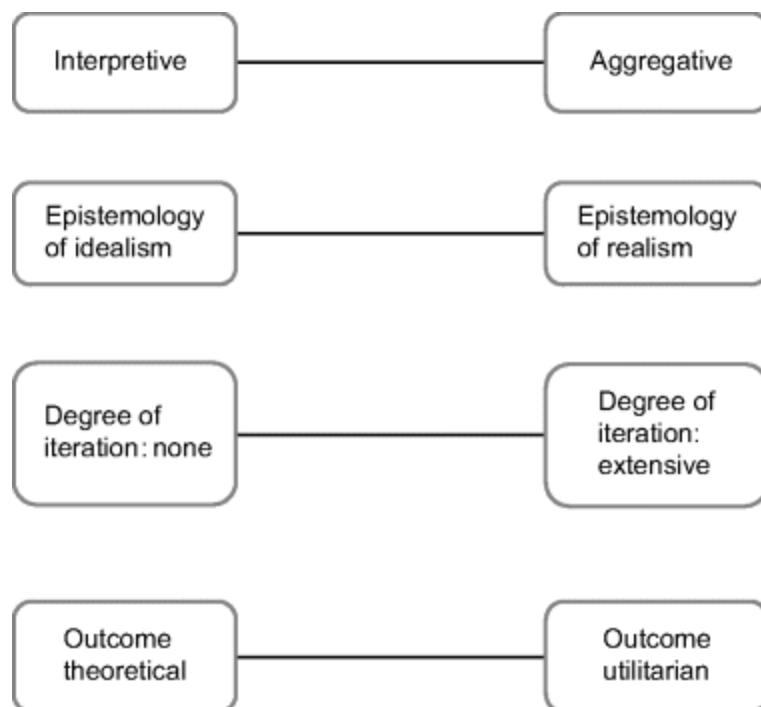 Interpretive
Aggregative
Epistemology
of idealism
Epistemology
of realism
Degree of
iteration: none
Degree of
iteration:
extensive
Outcome
theoretical
Outcome
utilitarian